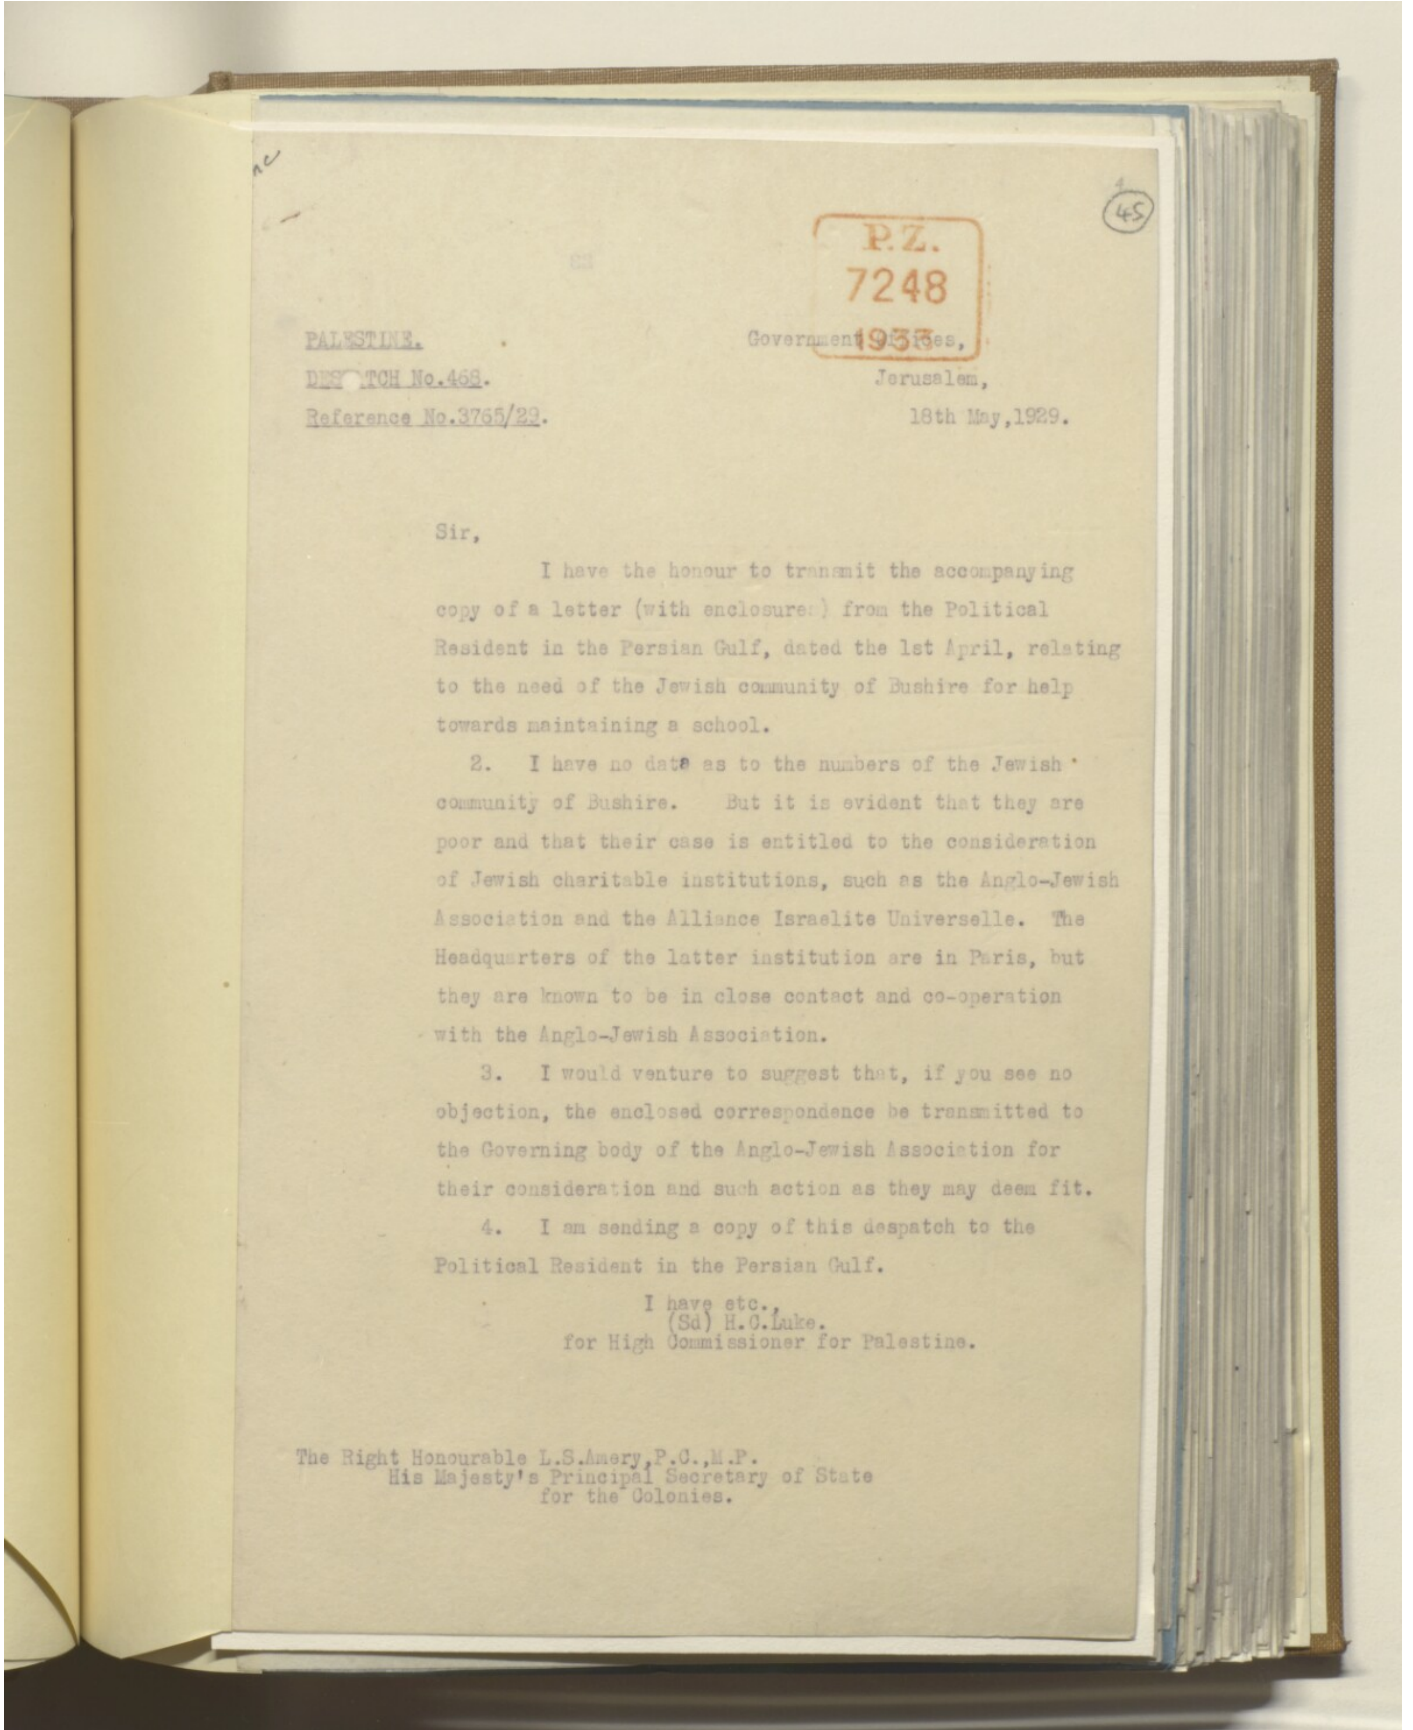 45
P.Z.
7248
1933
PALESTINE.
Government Offices,
DESPATCH No.468.
Jerusalem,
Reference No.3765/29.
18th May,1929.
Sir,
I have the honour to transmit the accompanying
copy of a letter (with enclosures) from the Political
Resident in the Persian Gulf, dated the 1st April, relating
to the need of the Jewish community of Bushire for help
towards maintaining a school.
2. I have no data as to the numbers of the Jewish
community of Bushire. But it is evident that they are
poor and that their case is entitled to the consideration
of Jewish charitable institutions, such as the Anglo-Jewish
Association and the Alliance Israelite Universelle. The
Headquarters of the latter institution are in Paris, but
they are known to be in close contact and co-operation
with the Anglo-Jewish Association.
3. I would venture to suggest that, if you see no
objection, the enclosed correspondence be transmitted to
the Governing body of the Anglo-Jewish Association for
their consideration and such action as they may deem fit.
4. I am sending a copy of this despatch to the
Political Resident in the Persian Gulf.
I have etc.,
(Sd) H.C.Luke.
for High Commissioner for Palestine.
The Right Honourable L.S.Amery,P.C.,M.P.
His Majesty's Principal Secretary of State
for the Colonies.